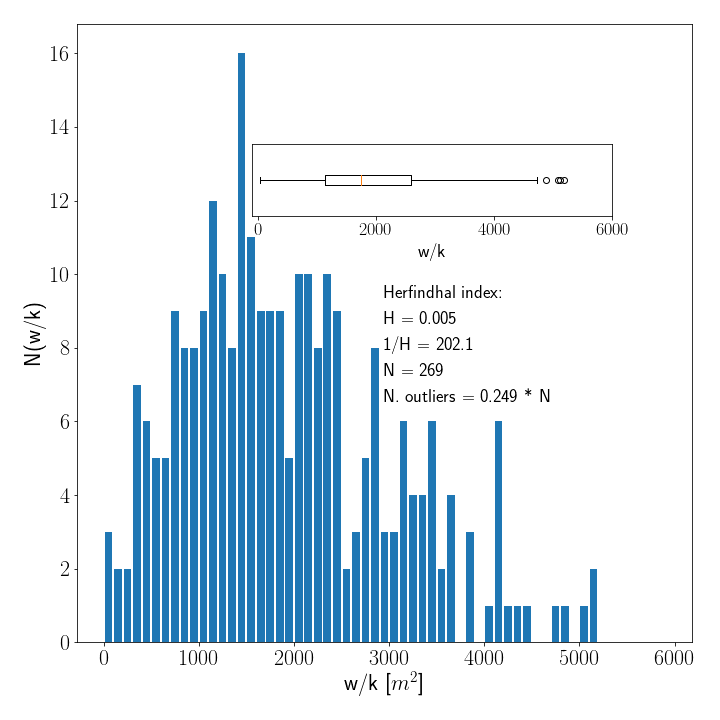 16
14
12
10
8
6
4
2
0
N(w/k)
0 2000 4000 6000
w/k
Herfindhal index:
H = 0.005
1/H = 202.1
N = 269
N. outliers = 0.249 * N
0 1000 2000 3000 4000 5000 6000
w/k [m²]